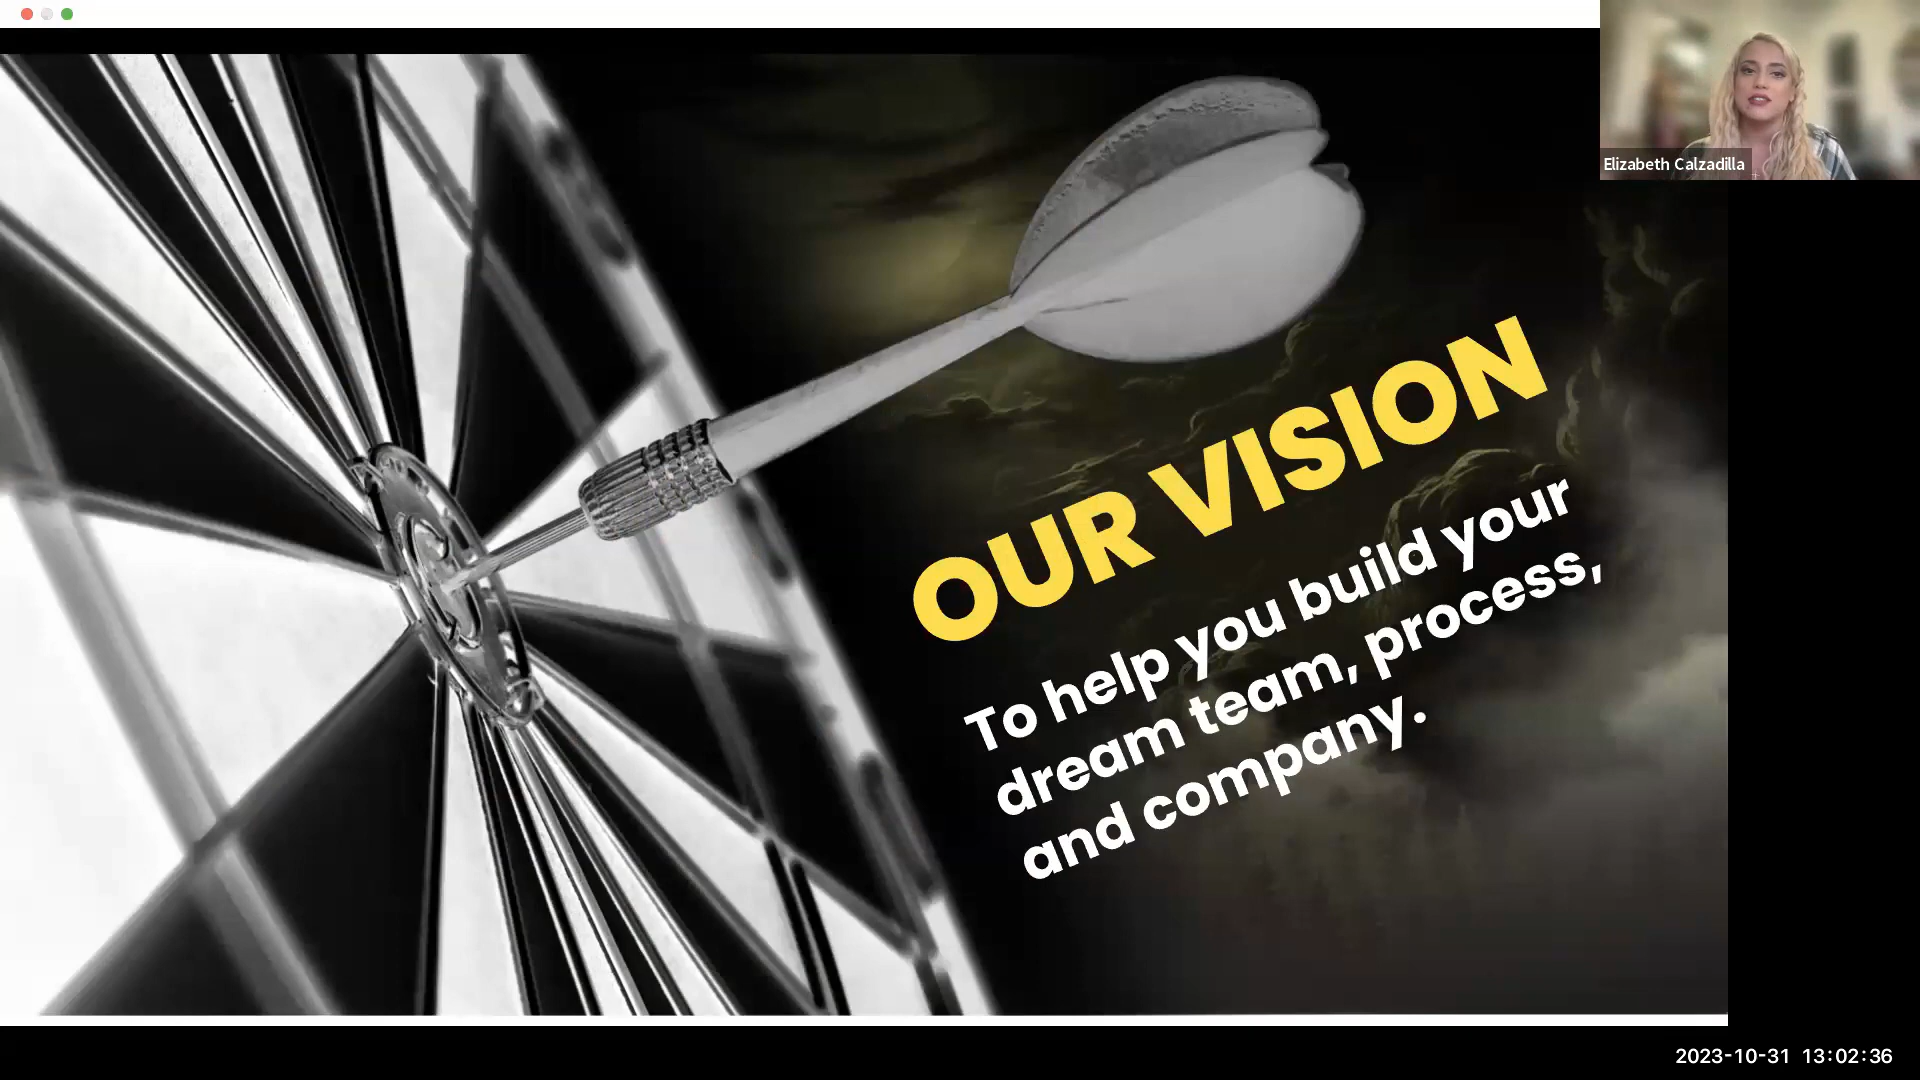 Elizabeth Calzadilla
OUR VISION
To help you build your
dream team, process,
and company.
2023-10-31 13:02:36